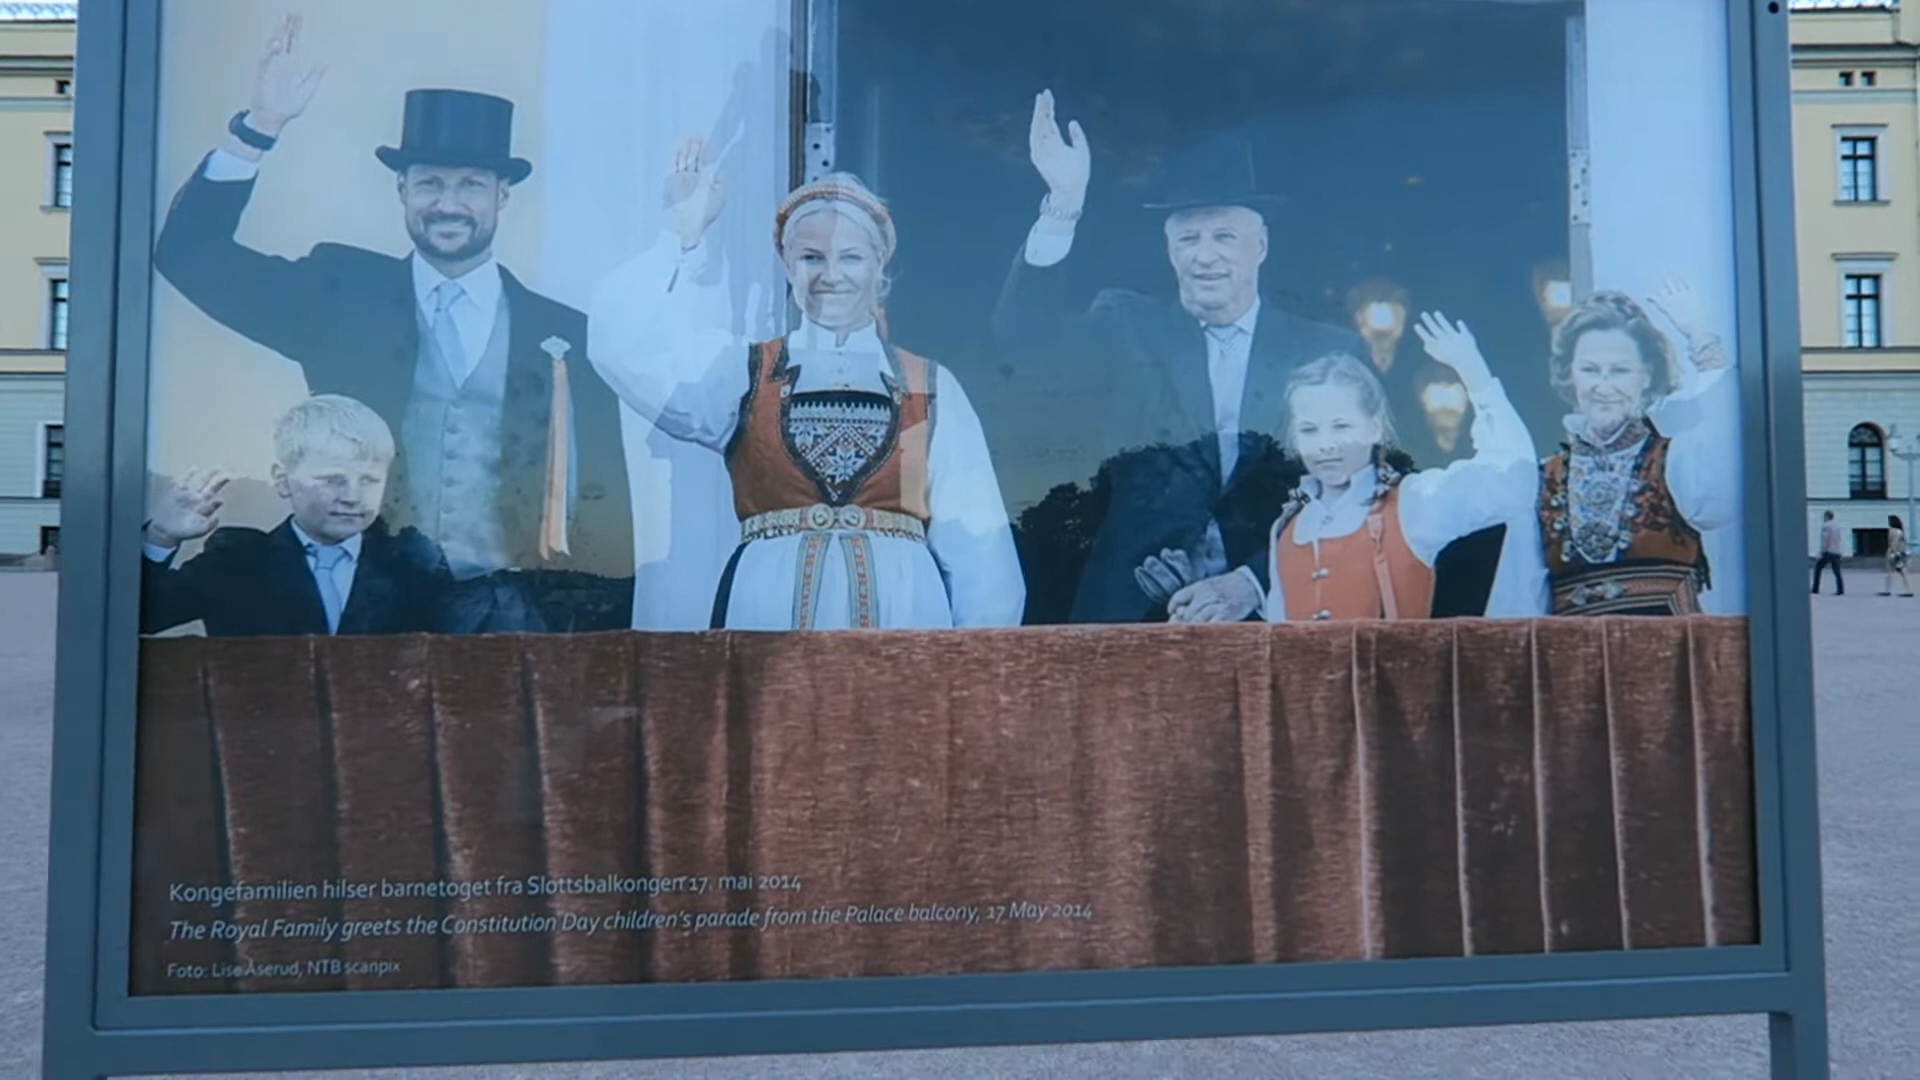 Kongefamilien hilser barnetoget fra Slottsbalkongen 17. mai 2014
The Royal Family greets the Constitution Day children's parade from the Palace balcony, 17 May 2014
Foto: Lise Åserud, NTB scanpix